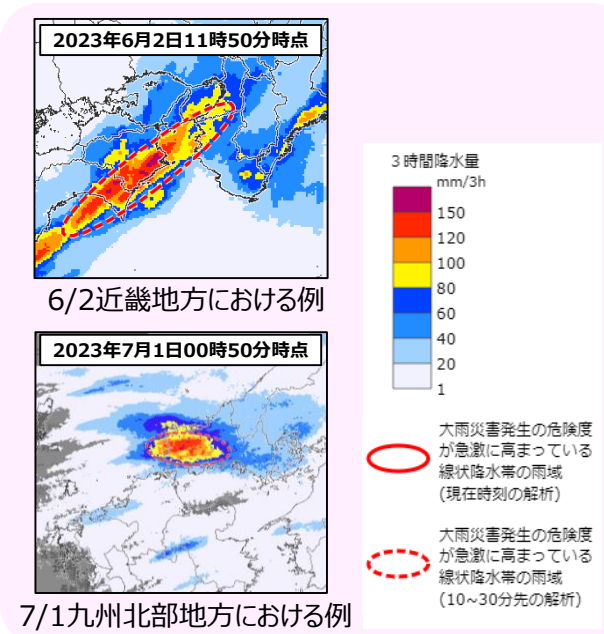 2023年6月2日11時50分時点
6/2近畿地方における例
2023年7月1日00時50分時点
7/1九州北部地方における例
3時間降水量
mm/3h
150
120
100
80
60
40
20
1
大雨災害発生の危険度
が急激に高まっている
線状降水帯の雨域
(現在時刻の解析)
大雨災害発生の危険度
が急激に高まっている
線状降水帯の雨域
(10~30分先の解析)